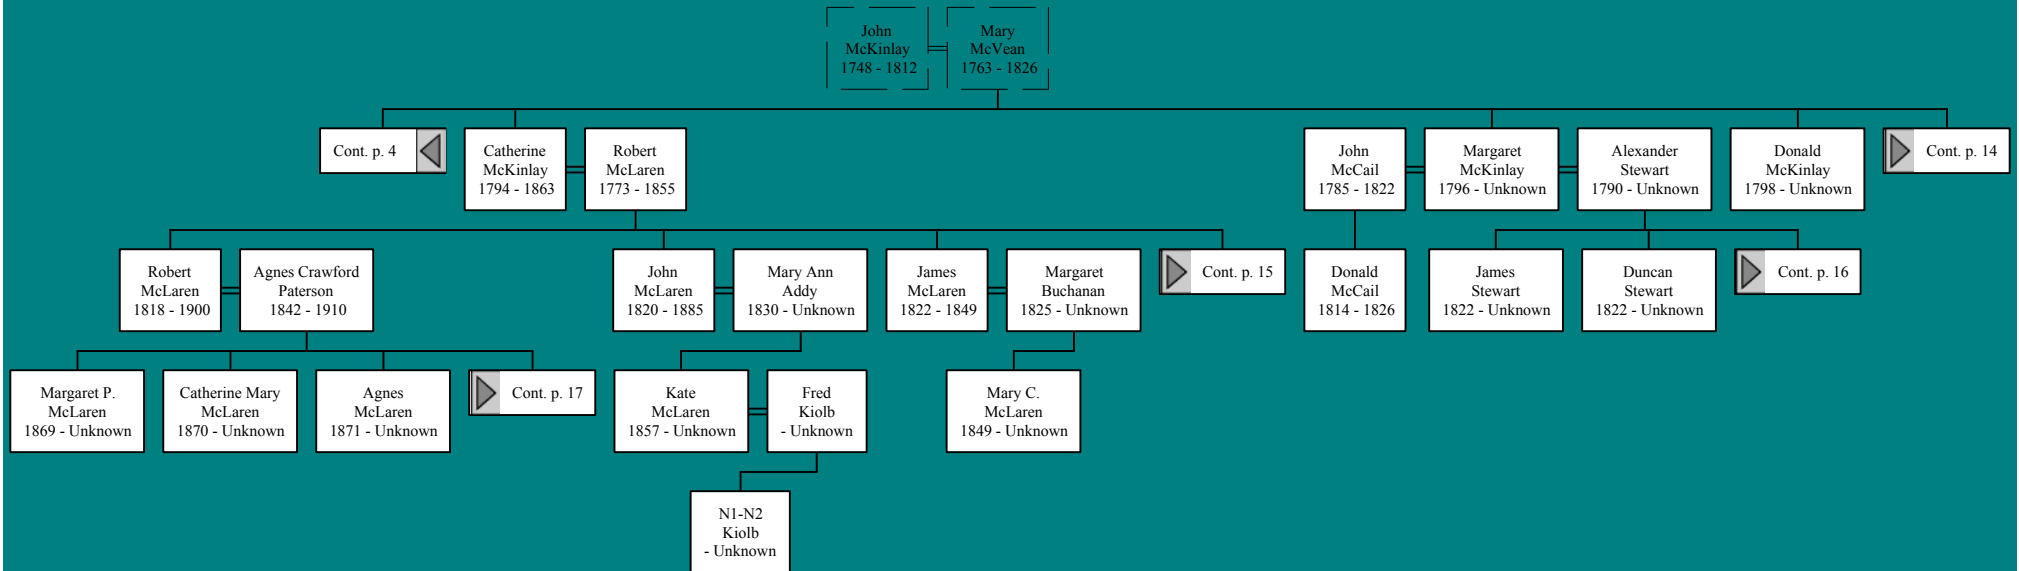 John
McKinlay
1748 - 1812
Mary
McVean
1763 - 1826
Cont. p. 4
Catherine
McKinlay
1794 - 1863
Robert
McLaren
1773 - 1855
John
McCail
1785 - 1822
Margaret
McKinlay
1796 - Unknown
Alexander
Stewart
1790 - Unknown
Donald
McKinlay
1798 - Unknown
Cont. p. 14
Robert
McLaren
1818 - 1900
Agnes Crawford
Paterson
1842 - 1910
John
McLaren
1820 - 1885
Mary Ann
Addy
1830 - Unknown
James
McLaren
1822 - 1849
Margaret
Buchanan
1825 - Unknown
Cont. p. 15
Donald
McCail
1814 - 1826
James
Stewart
1822 - Unknown
Duncan
Stewart
1822 - Unknown
Cont. p. 16
Margaret P.
McLaren
1869 - Unknown
Catherine Mary
McLaren
1870 - Unknown
Agnes
McLaren
1871 - Unknown
Cont. p. 17
Kate
McLaren
1857 - Unknown
Fred
Kiolb
- Unknown
Mary C.
McLaren
1849 - Unknown
N1-N2
Kiolb
- Unknown